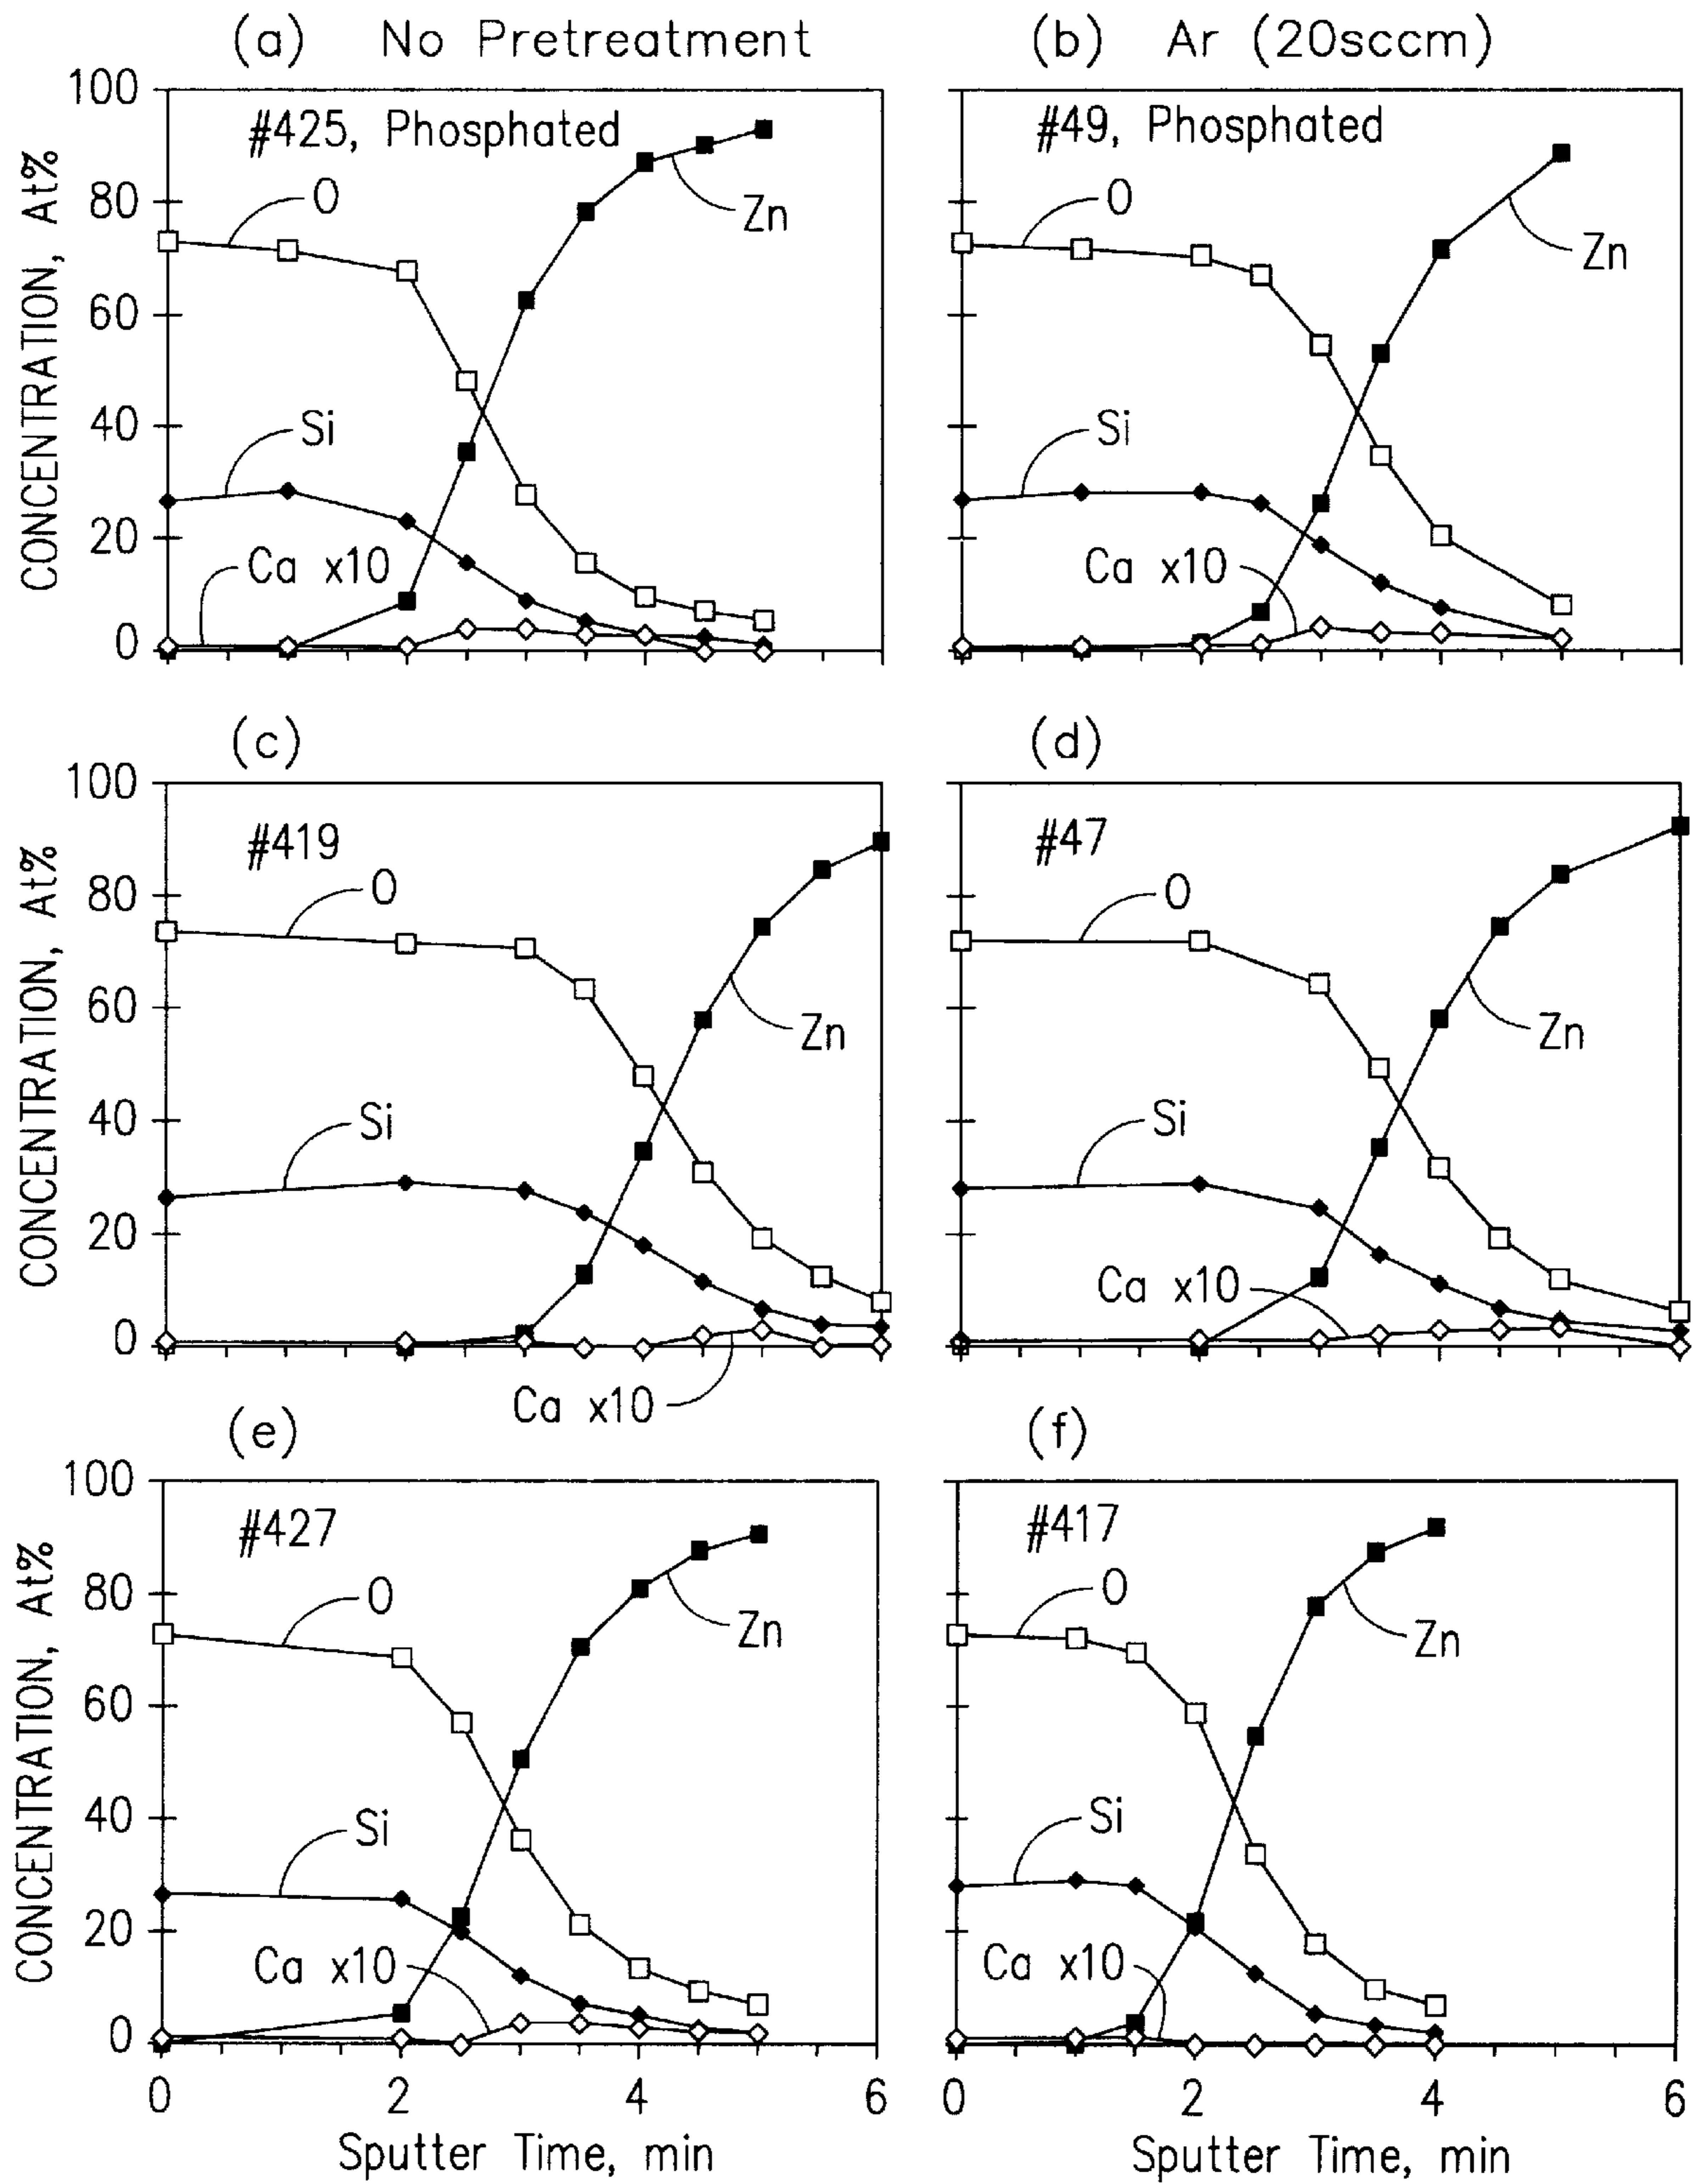 (a) No Pretreatment
(b) Ar (20sccm)
CONCENTRATION, At%
100
80
60
40
20
0
#425, Phosphated
O
Zn
Si
Ca x10
#49, Phosphated
O
Zn
Si
Ca x10
(c)
(d)
CONCENTRATION, At%
100
80
60
40
20
0
#419
O
Zn
Si
Ca x10
#47
O
Zn
Si
Ca x10
(e)
(f)
CONCENTRATION, At%
100
80
60
40
20
0
#427
O
Zn
Si
Ca x10
0 2 4 6
Sputter Time, min
#417
O
Zn
Si
Ca x10
0 2 4 6
Sputter Time, min